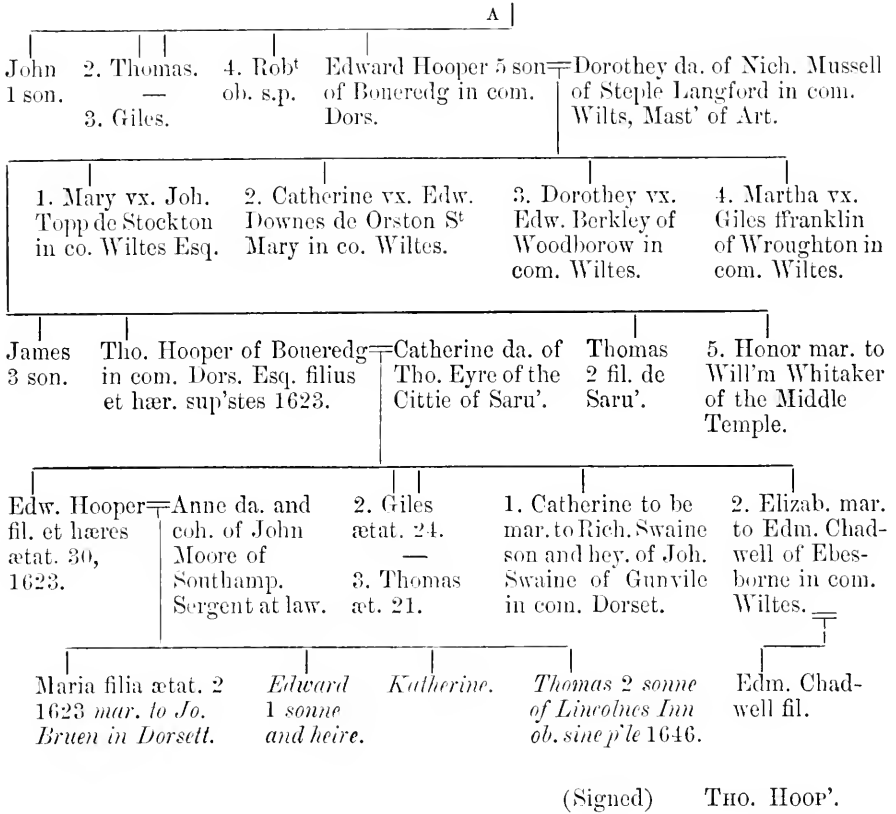 A
John
1 son.
2. Thomas.
—
3. Giles.
4. Robᵗ
ob. s.p.
Edward Hooper 5 son
of Boueredg in com.
Dors.
Dorothey da. of Nich. Mussell
of Steple Langford in com.
Wilts, Mast' of Art.
1. Mary vx. Joh.
Topp de Stockton
in co. Wiltes Esq.
2. Catherine vx. Edw.
Downes de Orston Sᵗ
Mary in co. Wiltes.
3. Dorothey vx.
Edw. Berkley of
Woodborow in
com. Wiltes.
4. Martha vx.
Giles ffranklin
of Wroughton in
com. Wiltes.
James
3 son.
Tho. Hooper of Boueredg
in com. Dors. Esq. filius
et hær. sup'stes 1623.
Catherine da. of
Tho. Eyre of the
Cittie of Saru'.
Thomas
2 fil. de
Saru'.
5. Honor mar. to
Will'm Whitaker
of the Middle
Temple.
Edw. Hooper
fil. et hæres
ætat. 30,
1623.
Anne da. and
coh. of John
Moore of
Southamp.
Sergent at law.
2. Giles
ætat. 24.
—
3. Thomas
æt. 21.
1. Catherine to be
mar. to Rich. Swaine
son and hey. of Joh.
Swaine of Gunvile
in com. Dorset.
2. Elizab. mar.
to Edm. Chad-
well of Ebes-
borne in com.
Wiltes.
Maria filia ætat. 2
1623 mar. to Jo.
Bruen in Dorsett.
Edward
1 sonne
and heire.
Katherine.
Thomas 2 sonne
of Lincolnes Inn
ob. sine p'le 1646.
Edm. Chad-
well fil.
(Signed) THO. HOOP'.